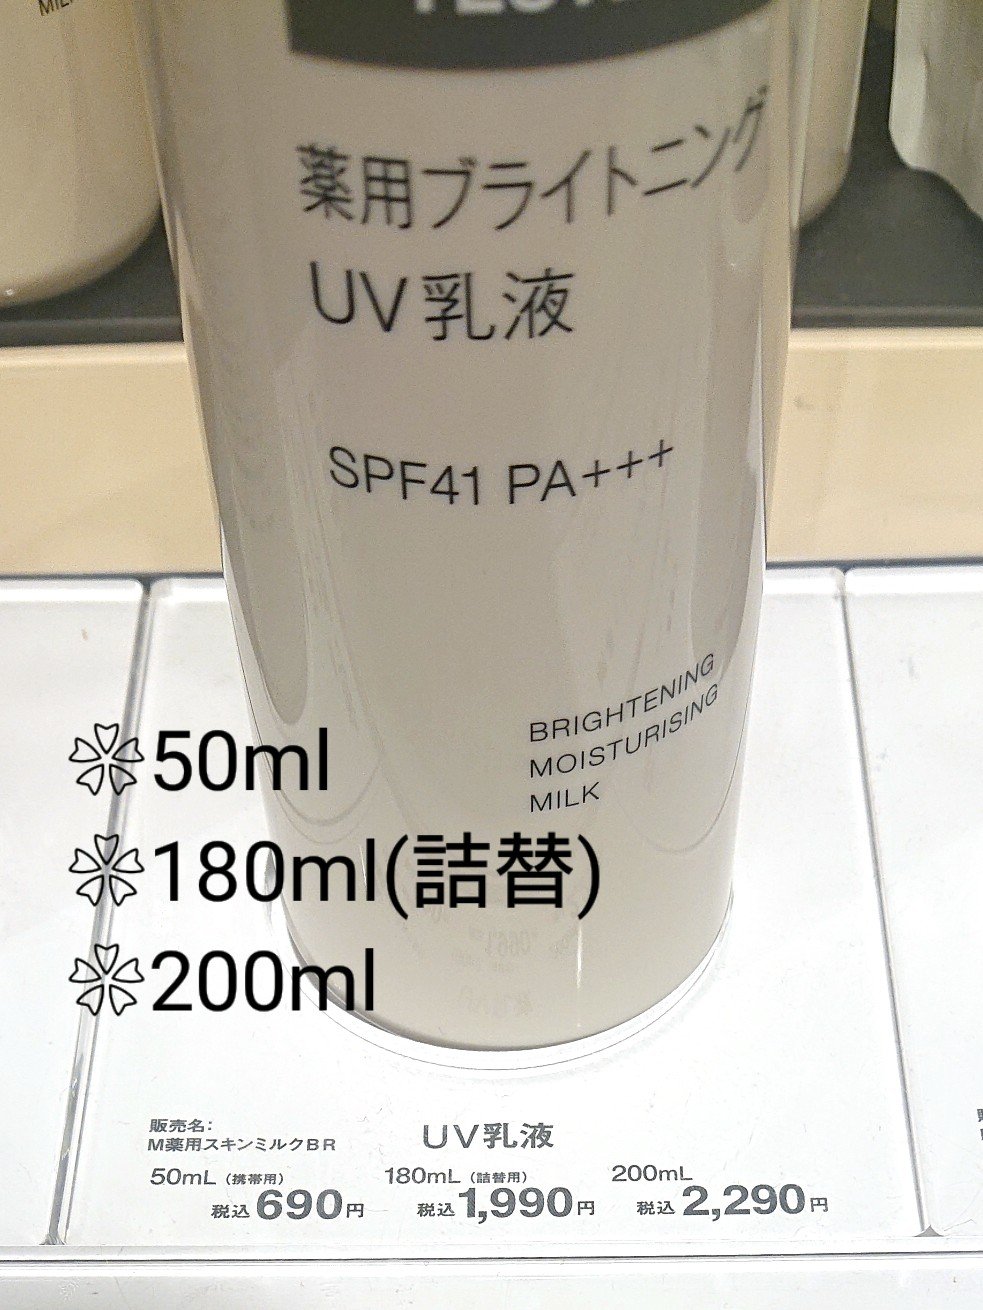 薬用ブライトニング
UV乳液
SPF41 PA+++
BRIGHTENING
MOISTURISING
MILK
50ml
180ml(詰替)
200ml
販売名:
M薬用スキンミルクBR
UV乳液
50mL (携帯用)
税込690円
180mL (詰替用)
税込1,990円
200mL
税込2,290円